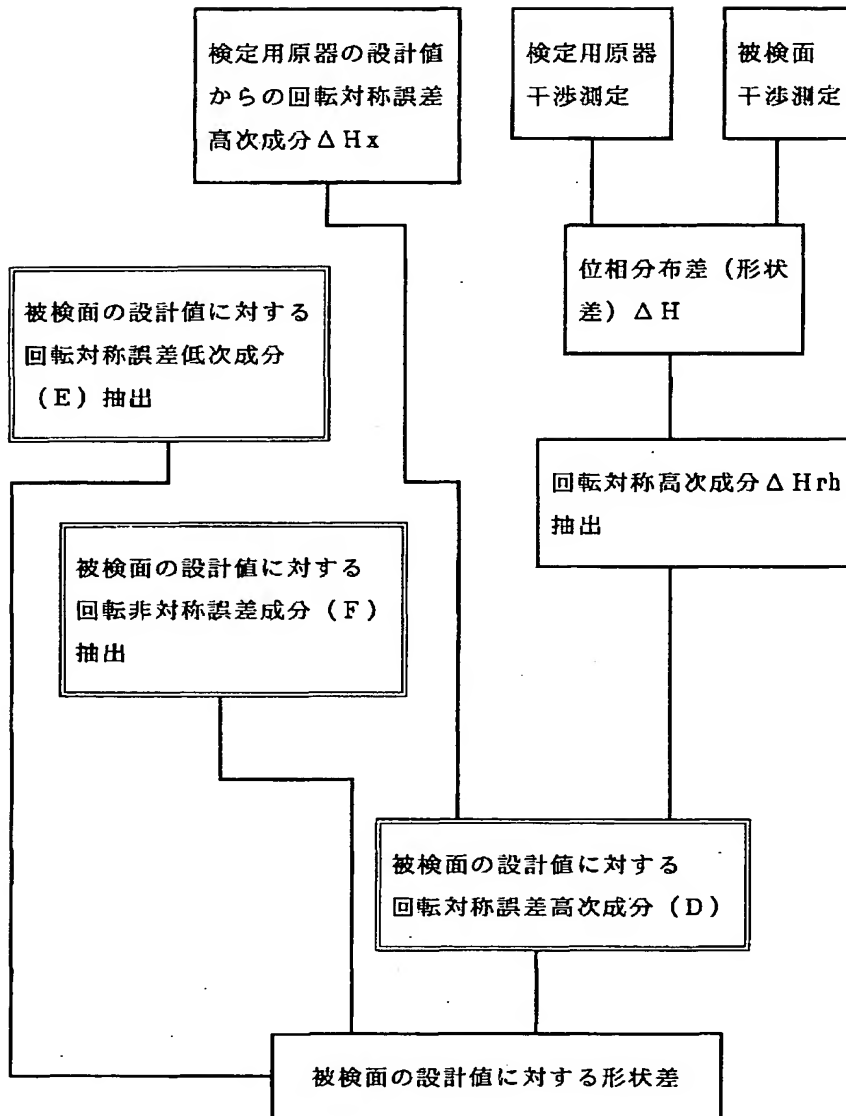 検定用原器の設計値
からの回転対称誤差
高次成分ΔHx
検定用原器
干渉測定
被検面
干渉測定
位相分布差(形状
差)ΔH
被検面の設計値に対する
回転対称誤差低次成分
(E)抽出
回転対称高次成分ΔHrh
抽出
被検面の設計値に対する
回転非対称誤差成分(F)
抽出
被検面の設計値に対する
回転対称誤差高次成分(D)
被検面の設計値に対する形状差